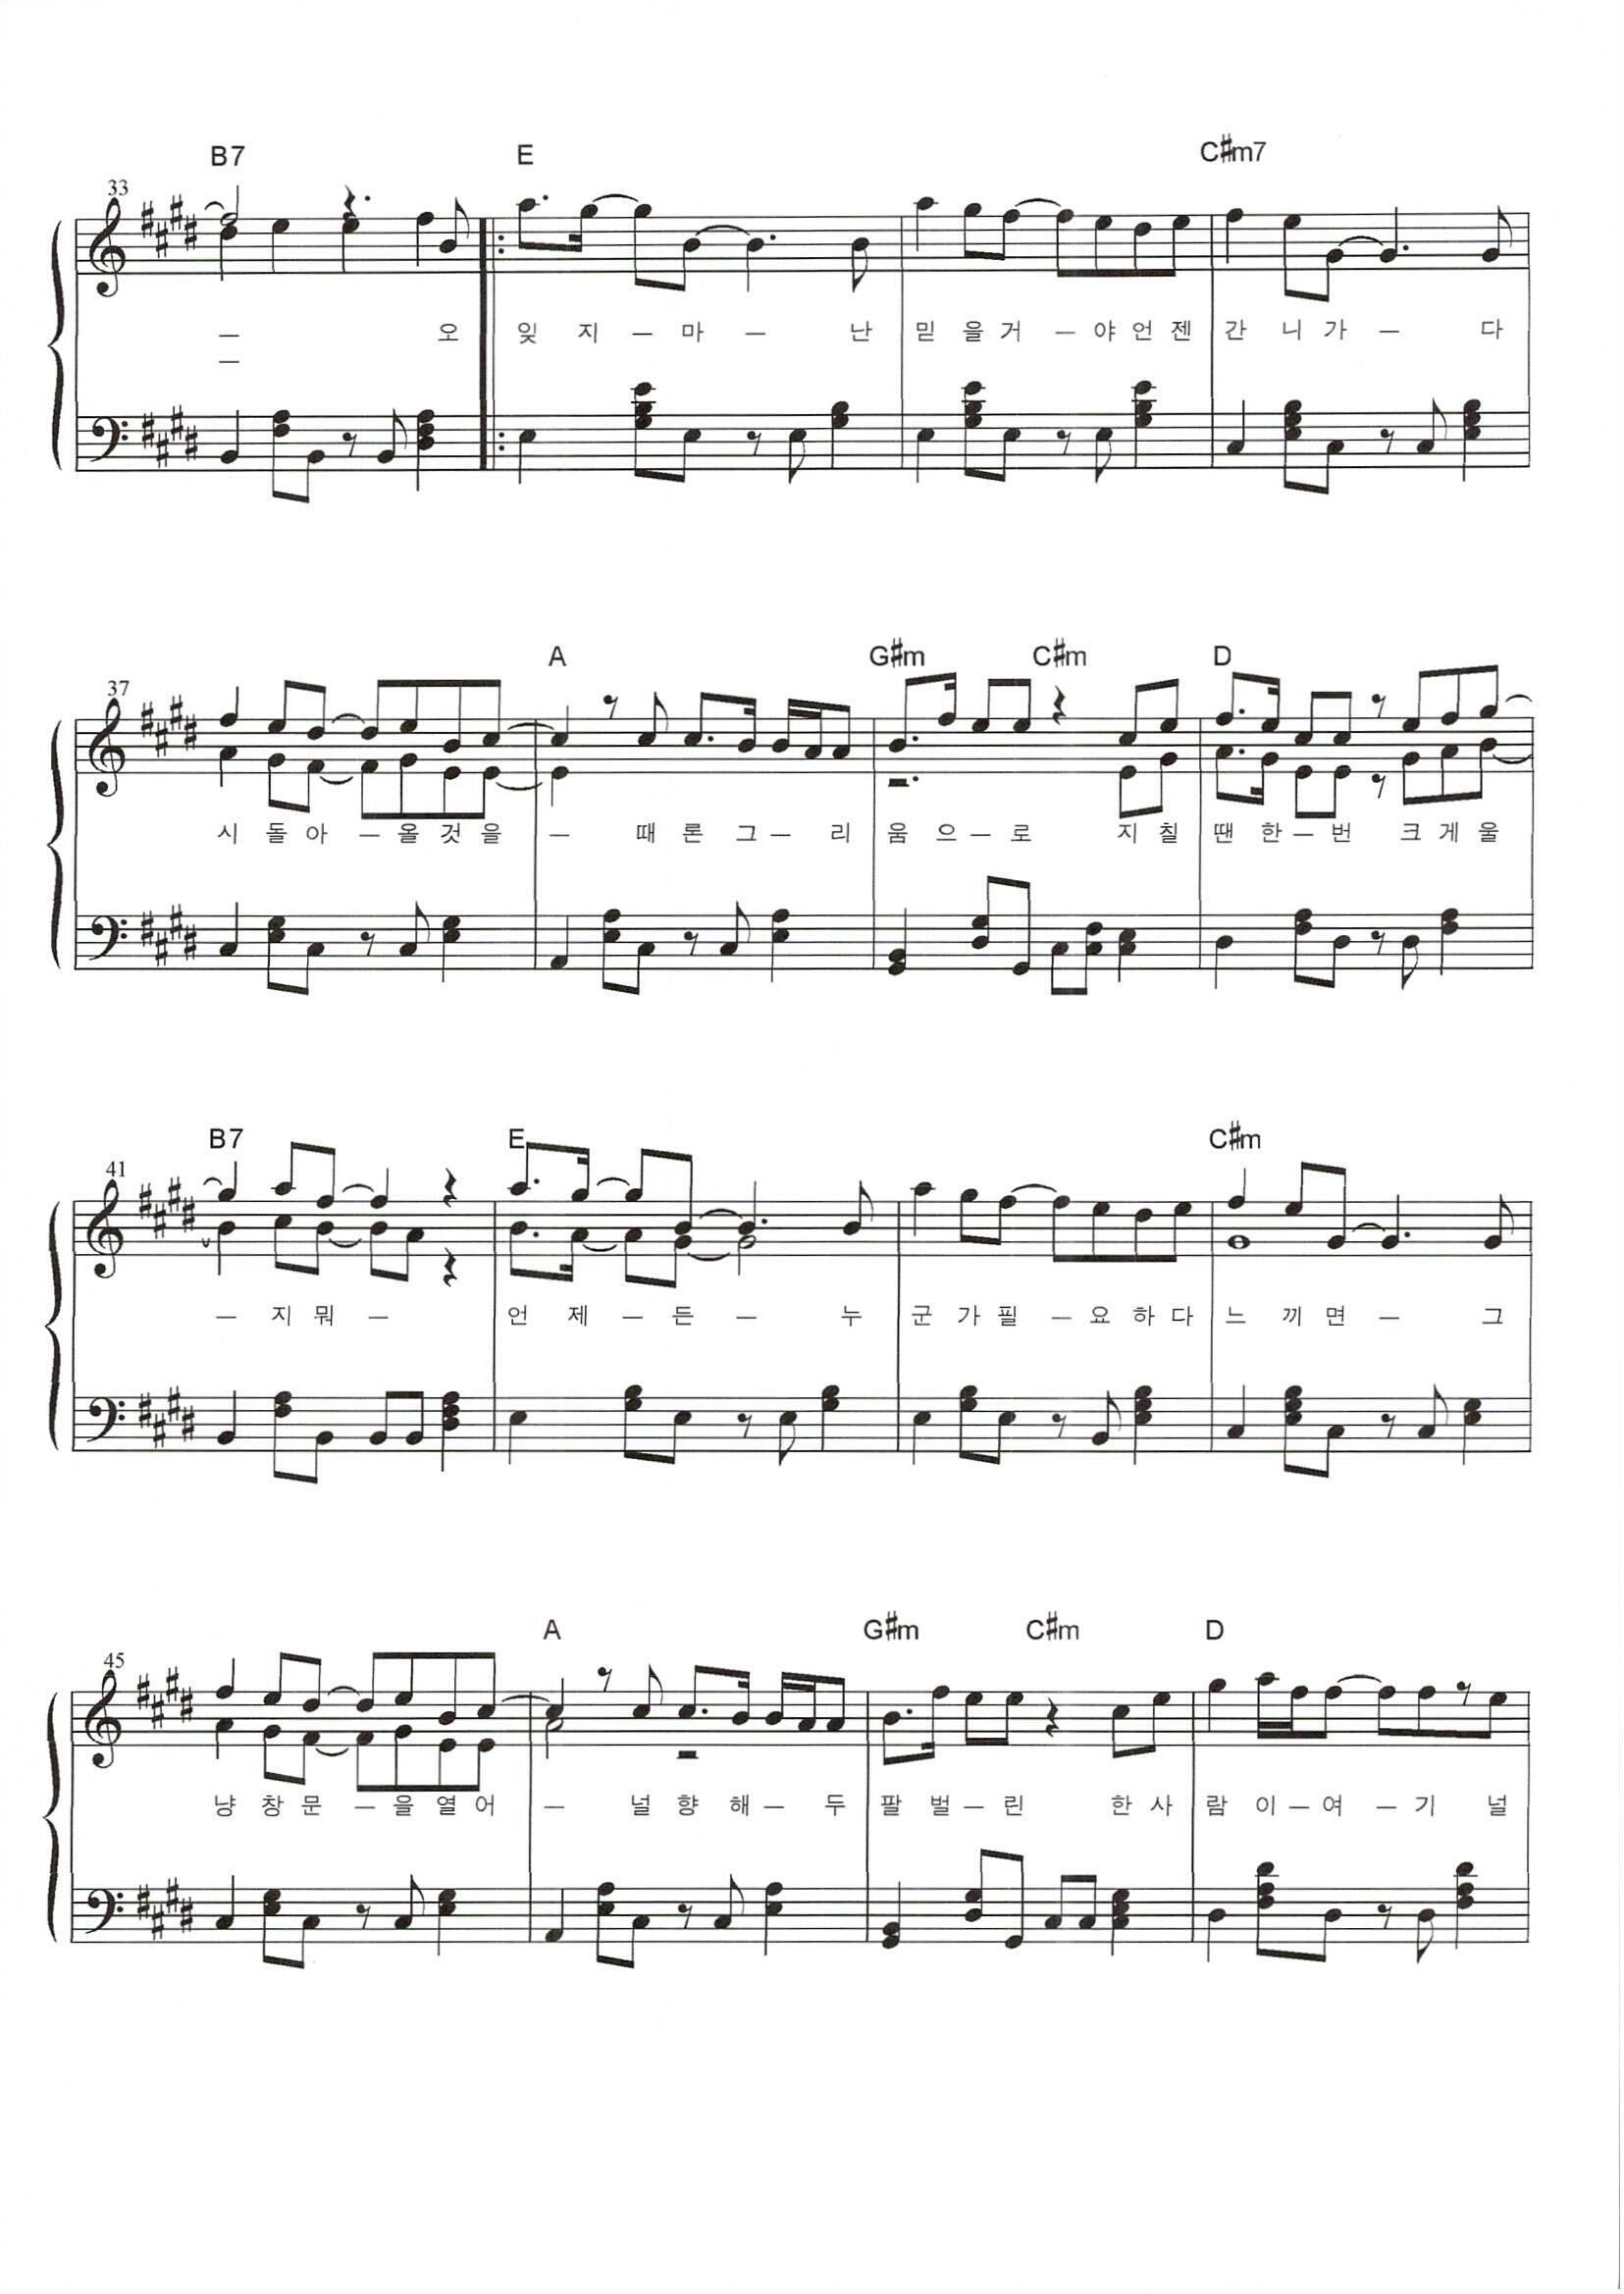 B7 E C#m7
33
— 오 잊 지 — 마 — 난 믿 을 거 — 야 언 젠 간 니 가 — 다
—
A G#m C#m D
37
시 돌 아 — 올 것 을 — 때 론 그 — 리 움 으 — 로 지 칠 땐 한 — 번 크 게 울
B7 E C#m
41
— 지 뭐 — 언 제 — 든 — 누 군 가 필 — 요 하 다 느 끼 면 — 그
A G#m C#m D
45
냥 창 문 — 을 열 어 — 널 향 해 — 두 팔 벌 — 린 한 사 람 이 — 여 — 기 널